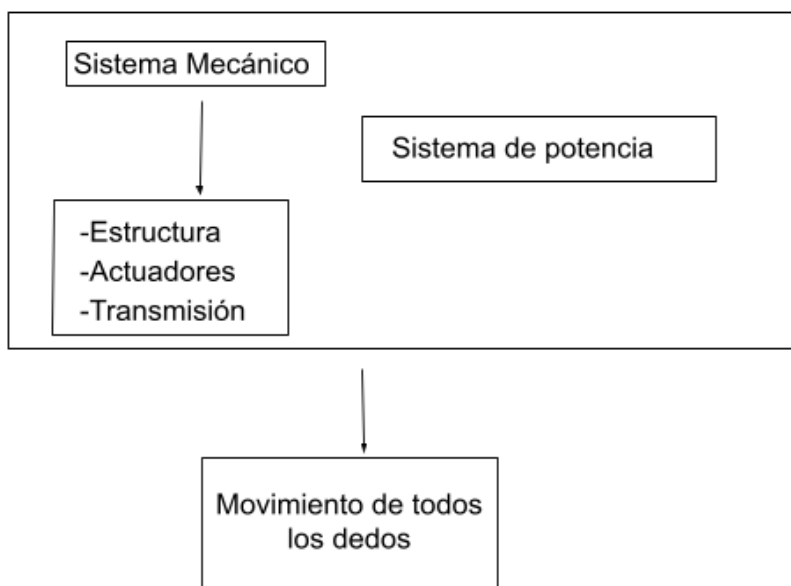 Sistema Mecánico
Sistema de potencia
-Estructura
-Actuadores
-Transmisión
Movimiento de todos
los dedos